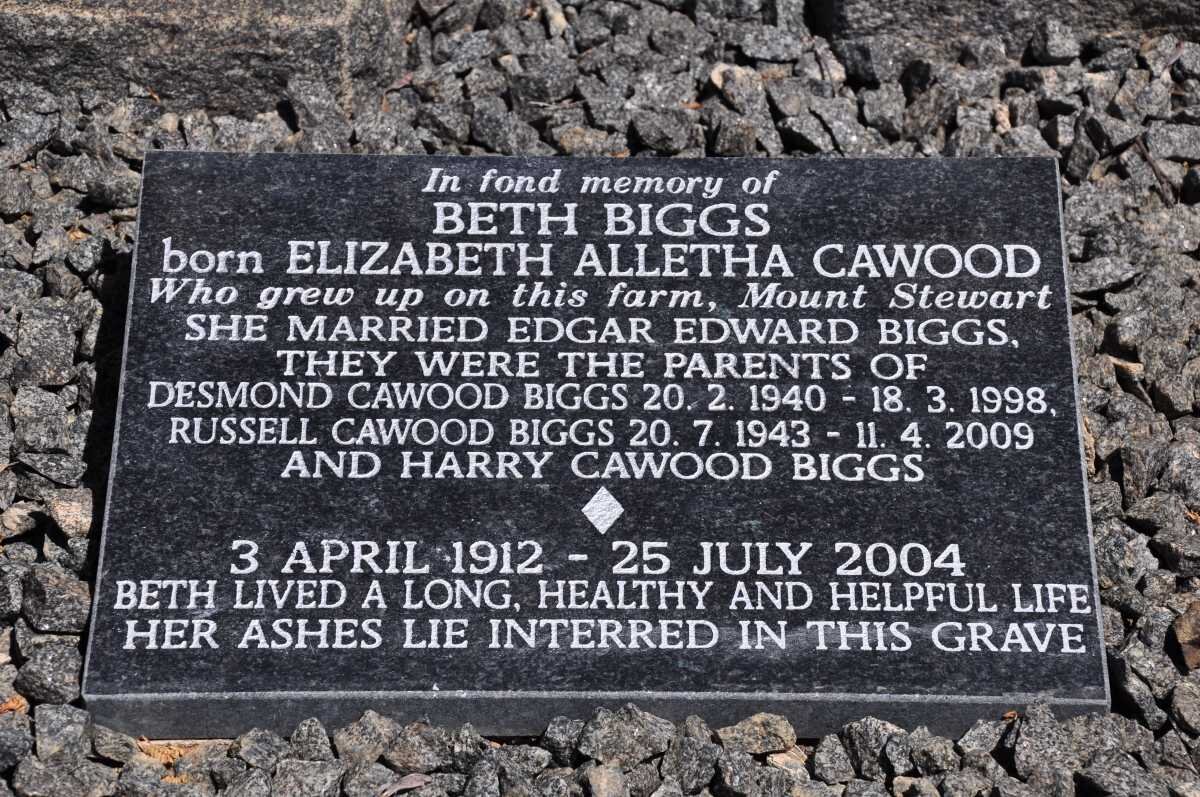 In fond memory of
BETH BIGGS
born ELIZABETH ALLETHA CAWOOD
Who grew up on this farm, Mount Stewart
SHE MARRIED EDGAR EDWARD BIGGS,
THEY WERE THE PARENTS OF
DESMOND CAWOOD BIGGS 20. 2. 1940 - 18. 3. 1998,
RUSSELL CAWOOD BIGGS 20. 7. 1943 - 11. 4. 2009
AND HARRY CAWOOD BIGGS
3 APRIL 1912 - 25 JULY 2004
BETH LIVED A LONG, HEALTHY AND HELPFUL LIFE
HER ASHES LIE INTERRED IN THIS GRAVE